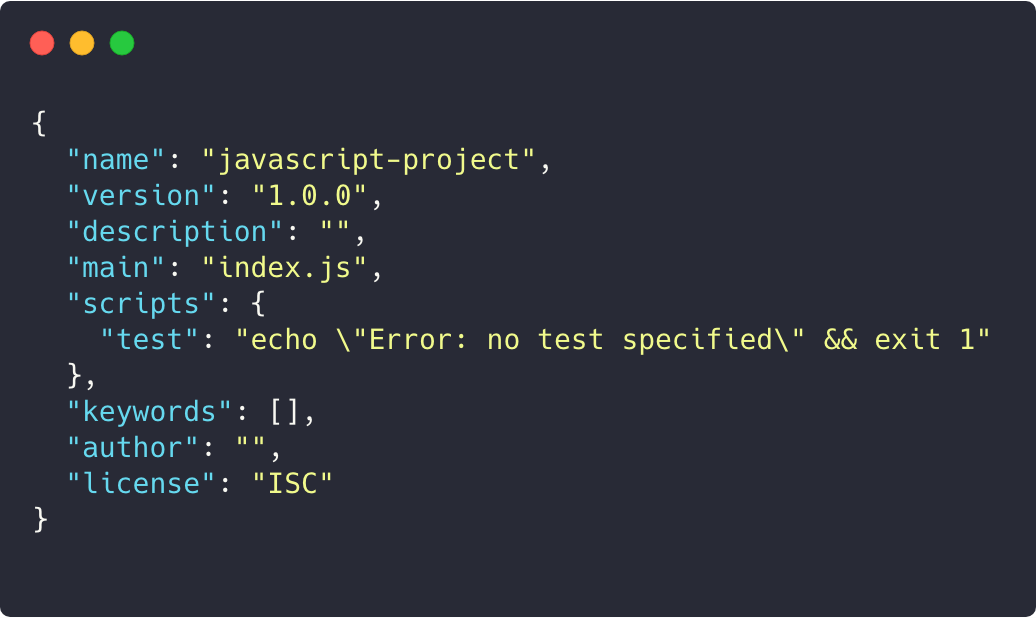 {
  "name": "javascript-project",
  "version": "1.0.0",
  "description": "",
  "main": "index.js",
  "scripts": {
    "test": "echo \"Error: no test specified\" && exit 1"
  },
  "keywords": [],
  "author": "",
  "license": "ISC"
}